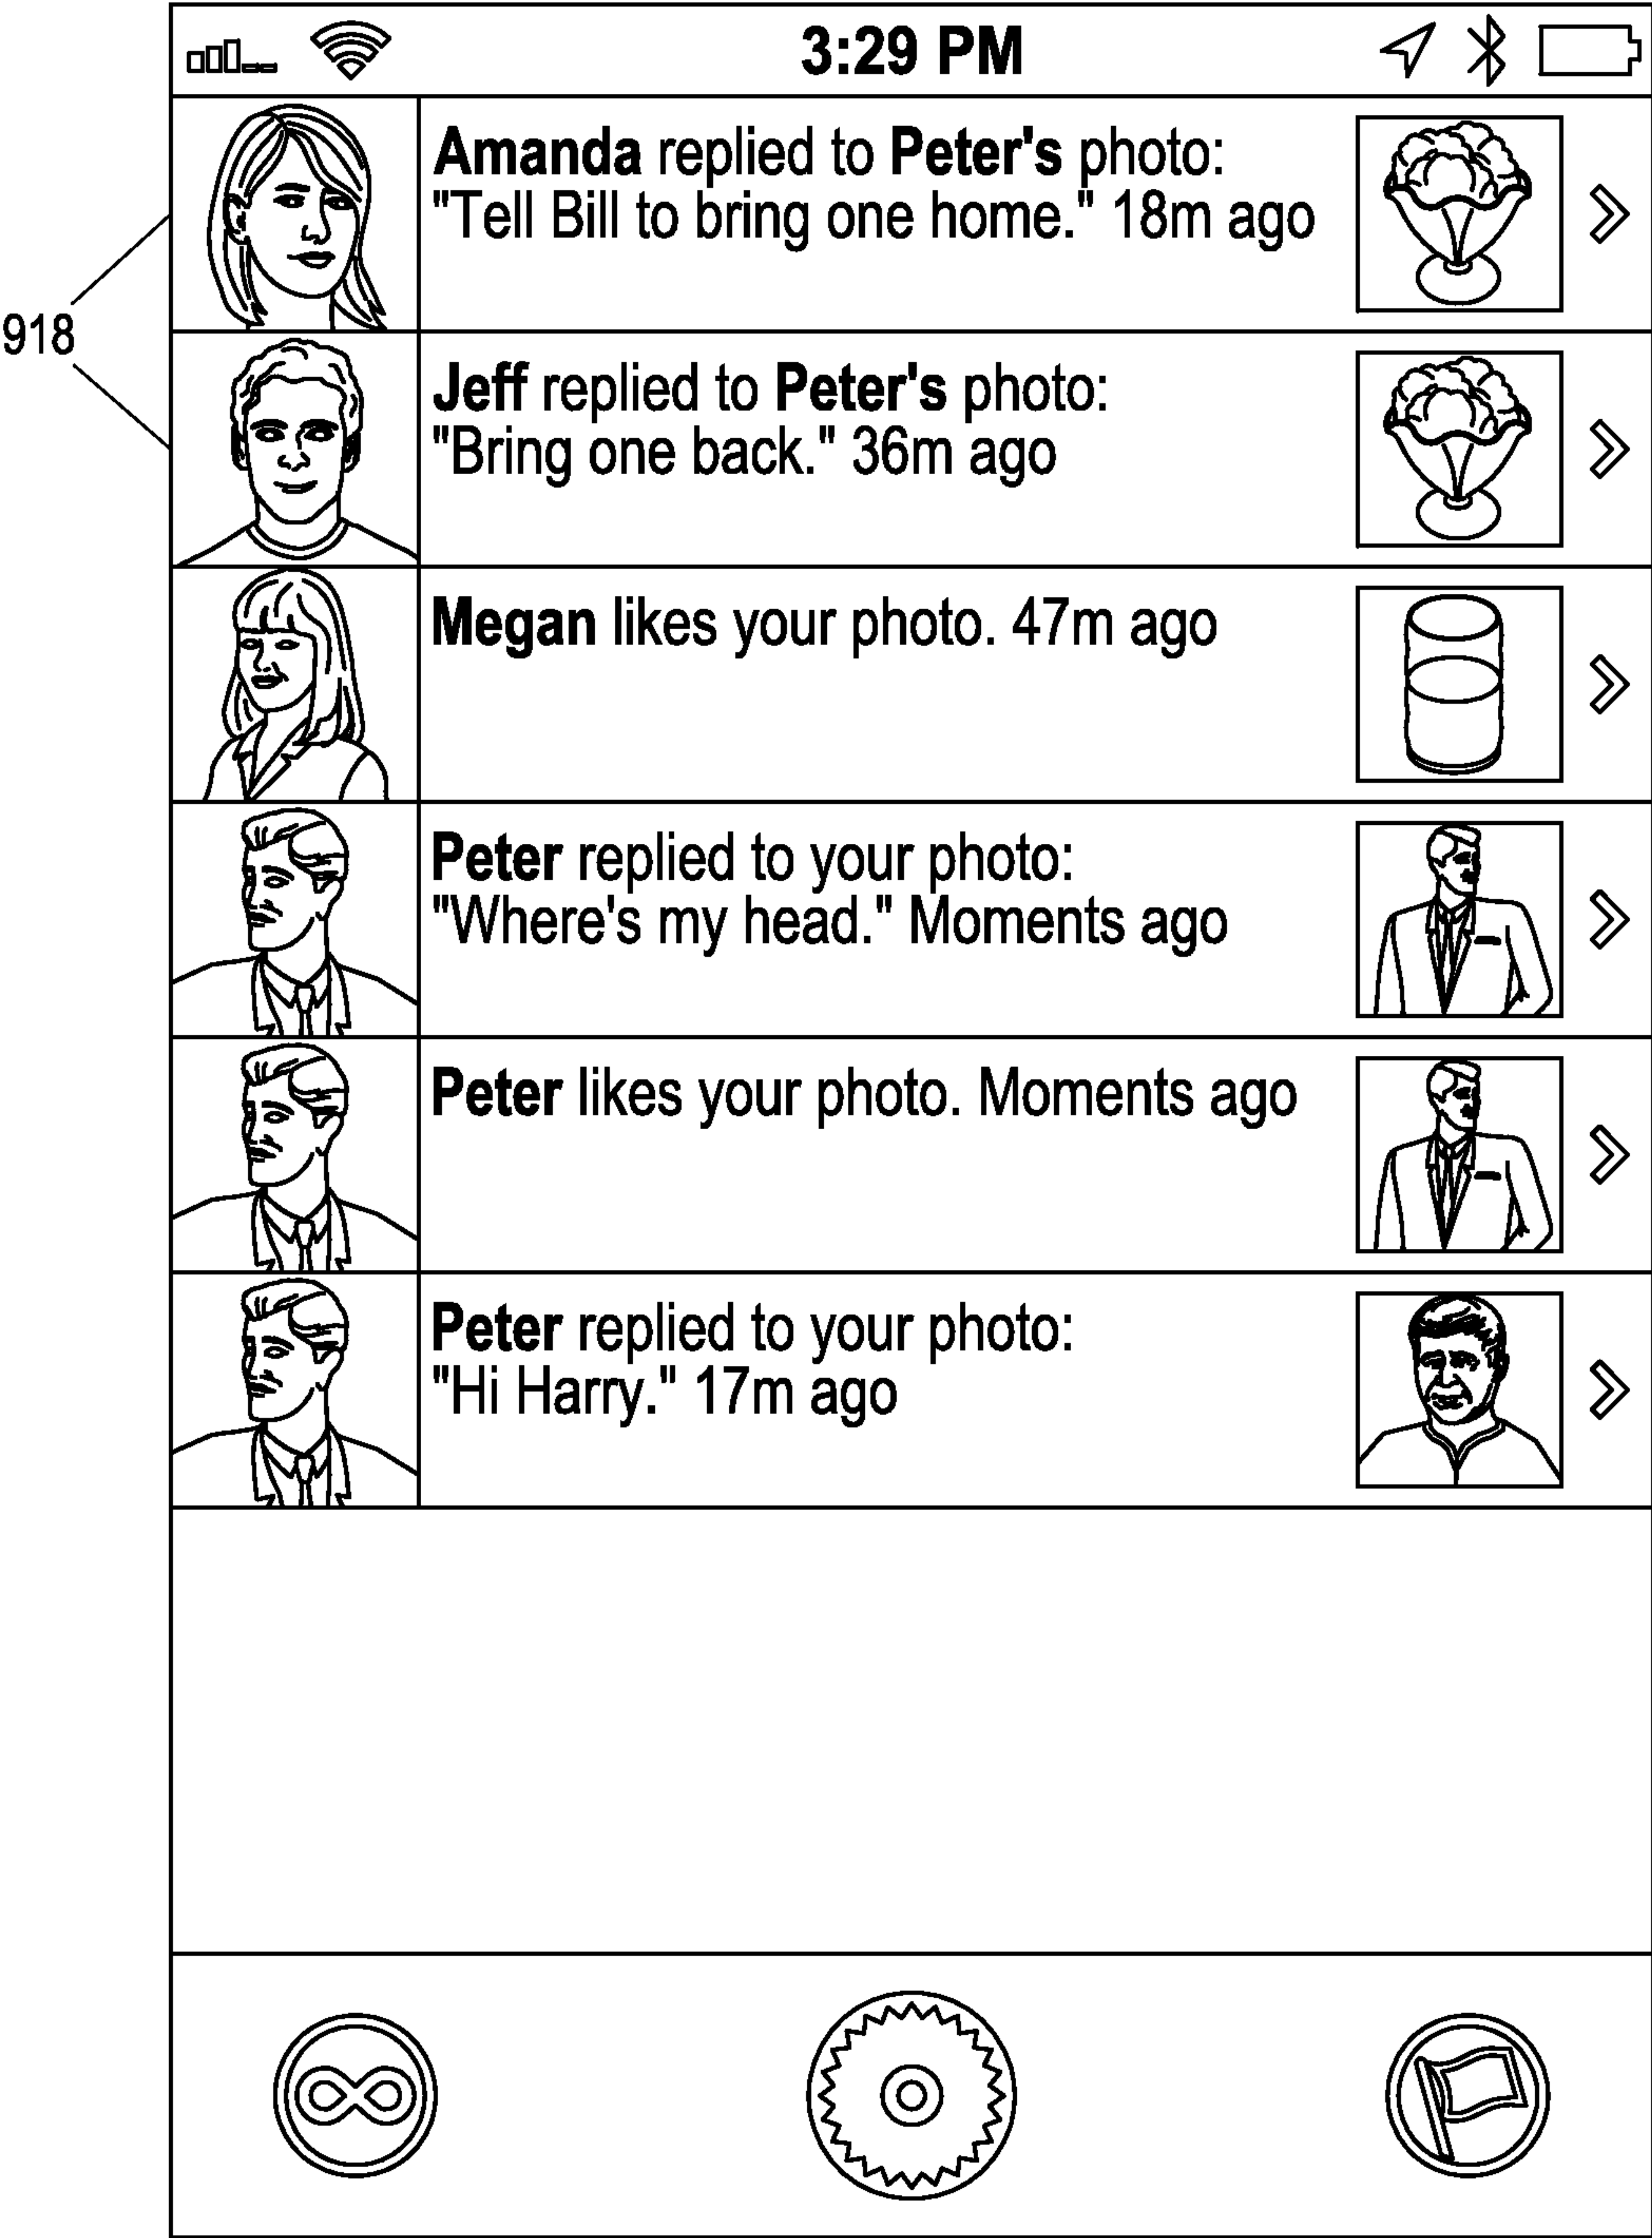 3:29 PM
Amanda replied to Peter's photo:
"Tell Bill to bring one home." 18m ago
918
Jeff replied to Peter's photo:
"Bring one back." 36m ago
Megan likes your photo. 47m ago
Peter replied to your photo:
"Where's my head." Moments ago
Peter likes your photo. Moments ago
Peter replied to your photo:
"Hi Harry." 17m ago